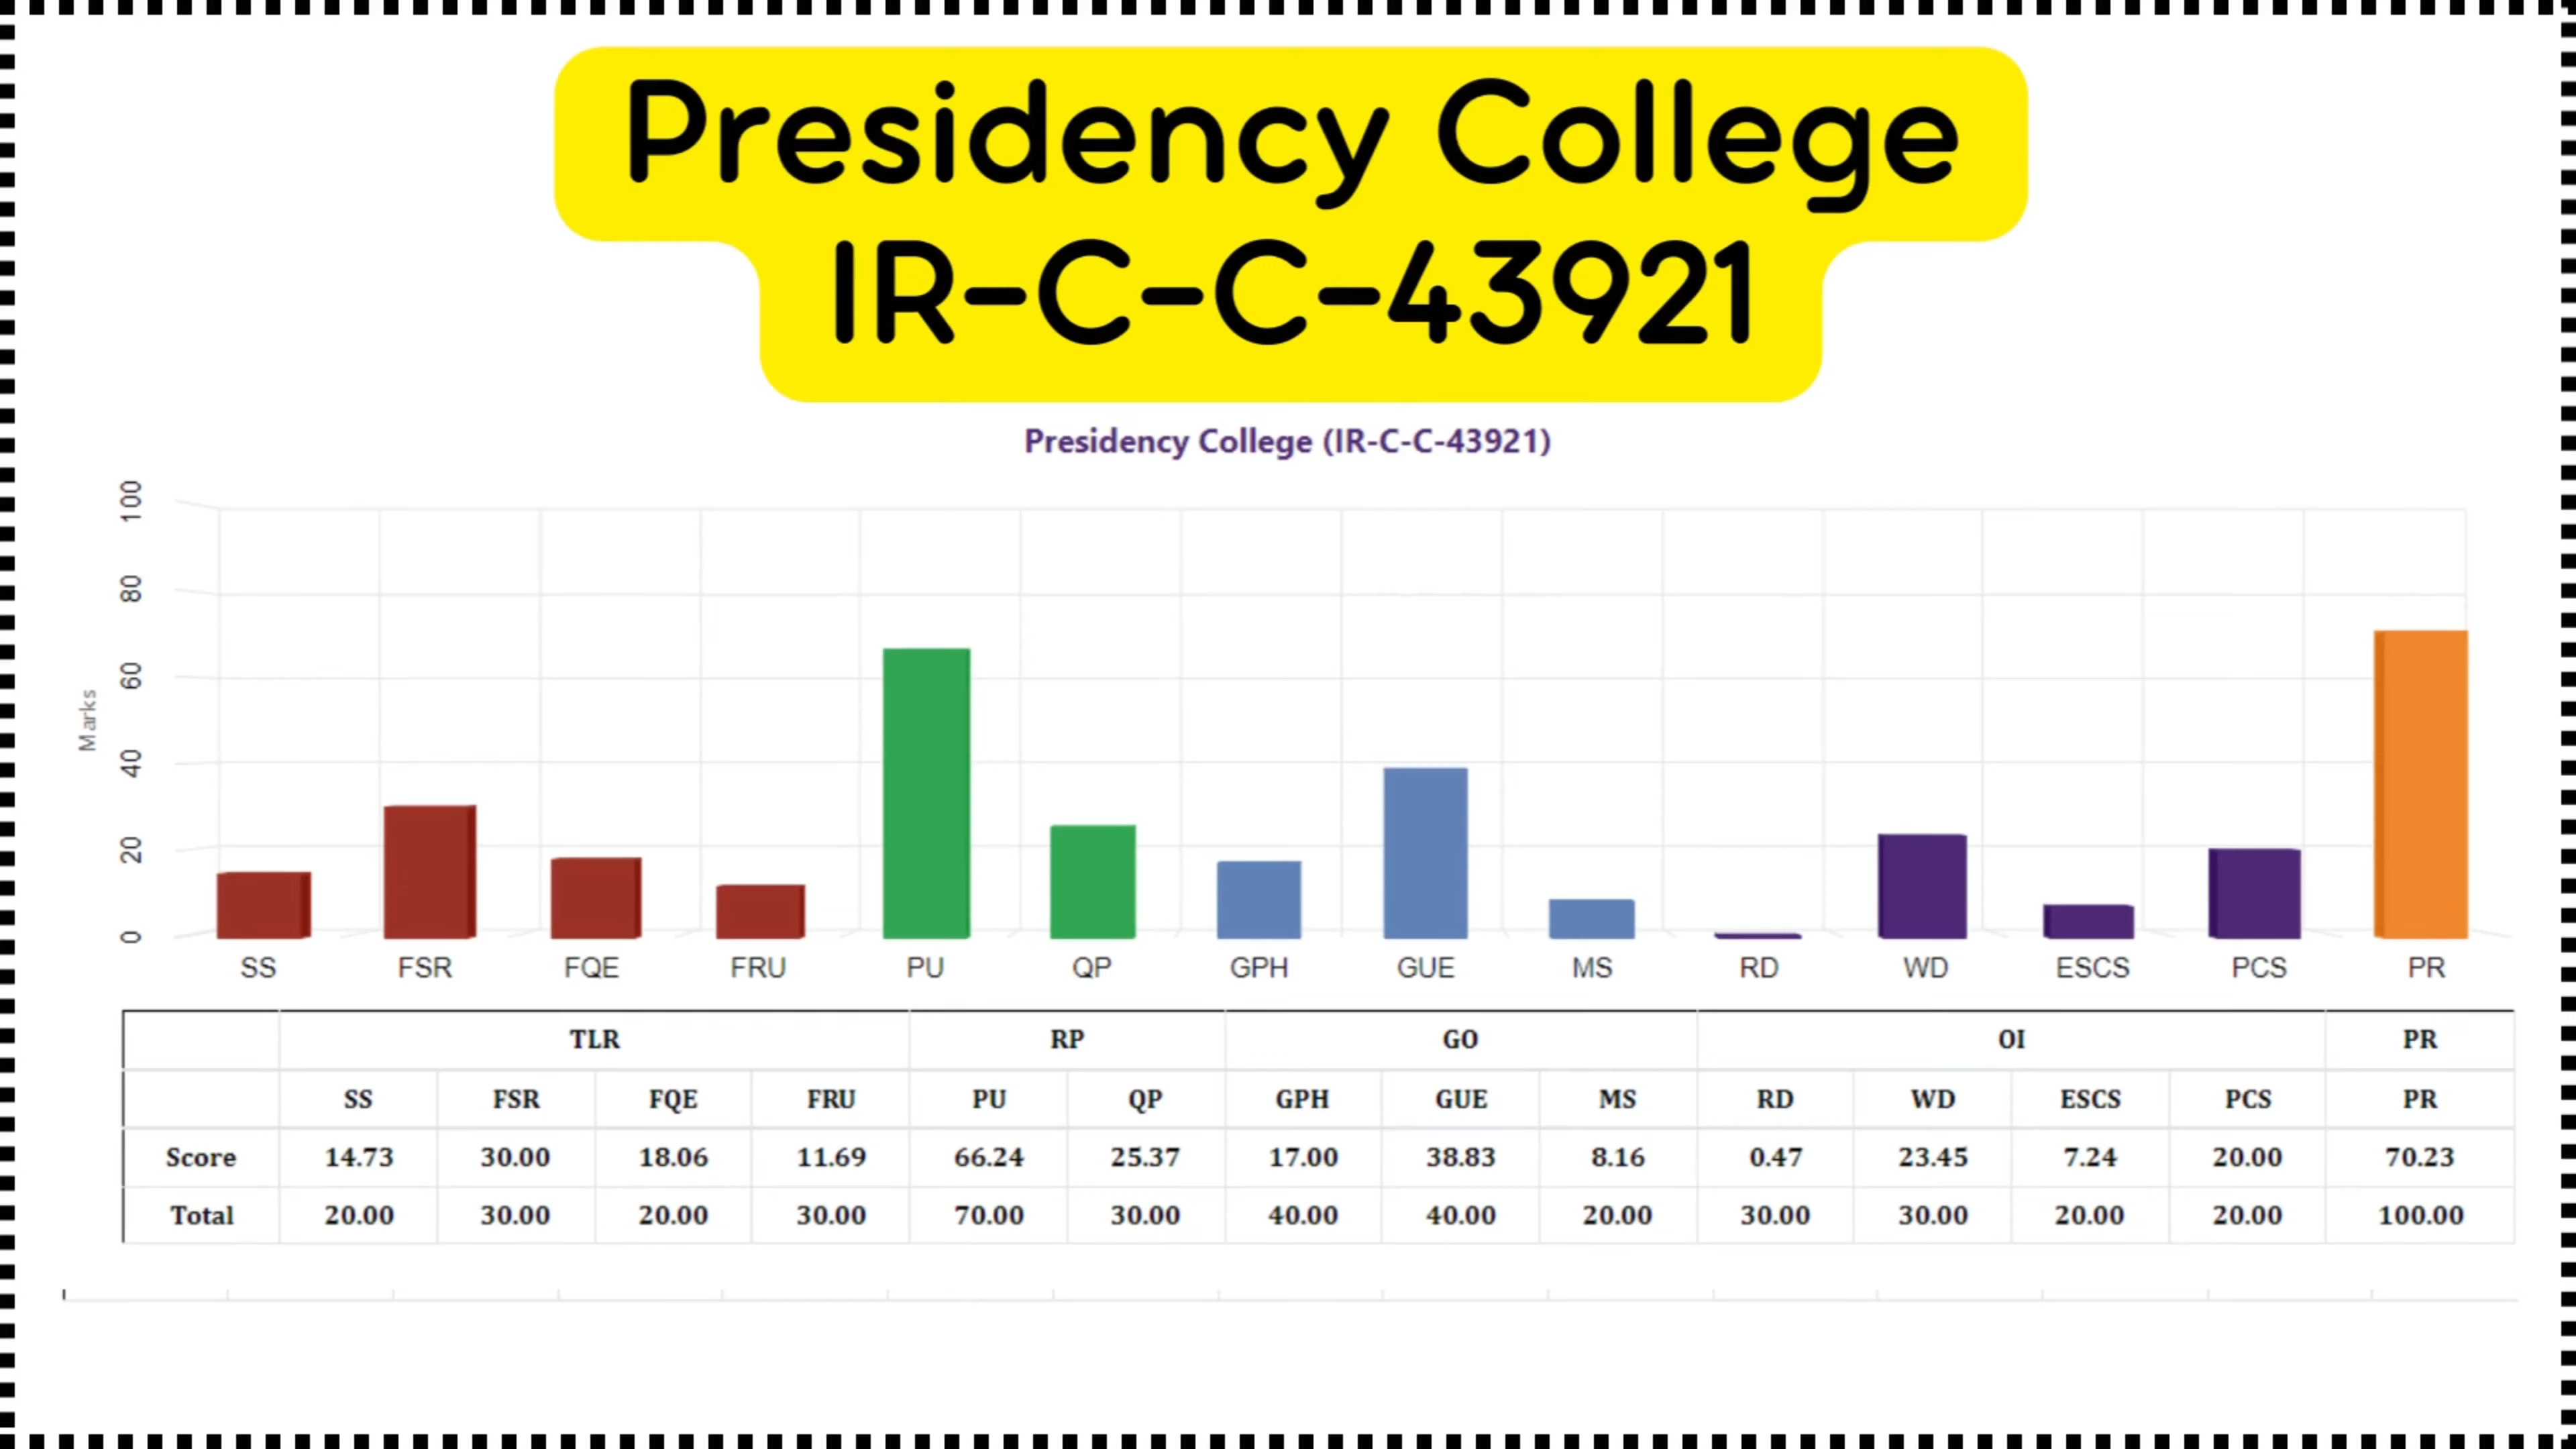 Presidency College
IR-C-C-43921
Presidency College (IR-C-C-43921)
100
80
60
40
20
0
Marks
SS FSR FQE FRU PU QP GPH GUE MS RD WD ESCS PCS PR
TLR RP GO OI PR
SS FSR FQE FRU PU QP GPH GUE MS RD WD ESCS PCS PR
Score 14.73 30.00 18.06 11.69 66.24 25.37 17.00 38.83 8.16 0.47 23.45 7.24 20.00 70.23
Total 20.00 30.00 20.00 30.00 70.00 30.00 40.00 40.00 20.00 30.00 30.00 20.00 20.00 100.00